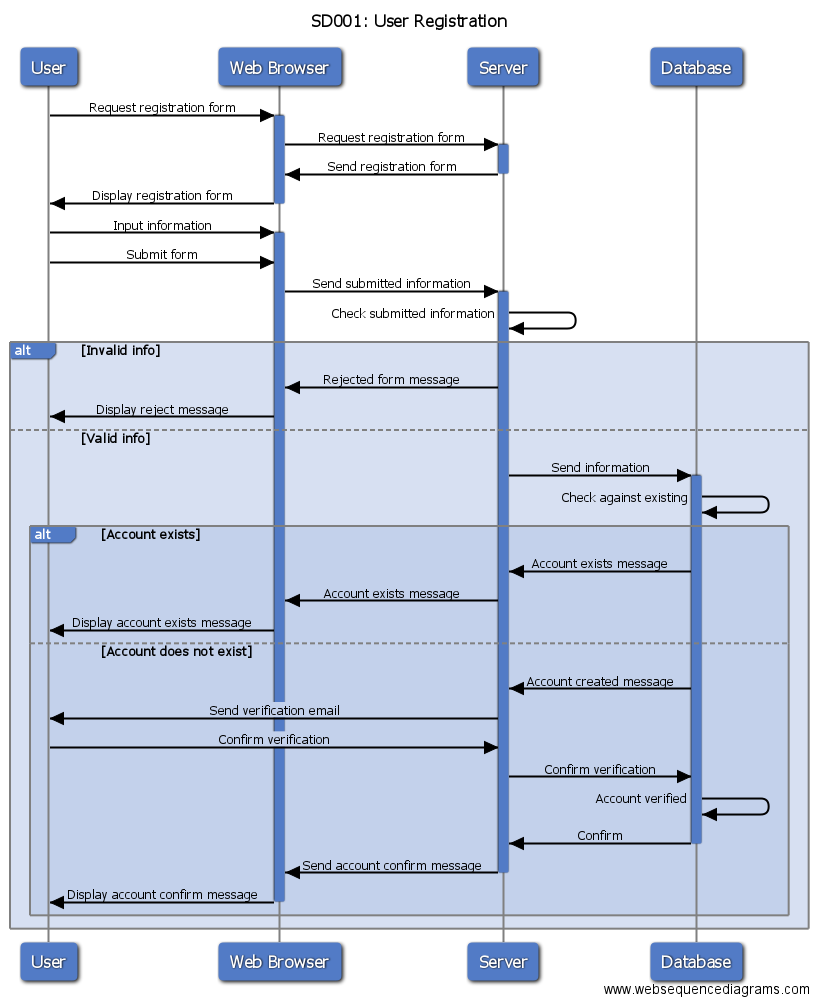 SD001: User Registration
User
Web Browser
Server
Database
Request registration form
Request registration form
Send registration form
Display registration form
Input information
Submit form
Send submitted information
Check submitted information
alt [Invalid info]
Rejected form message
Display reject message
[Valid info]
Send information
Check against existing
alt [Account exists]
Account exists message
Account exists message
Display account exists message
[Account does not exist]
Account created message
Send verification email
Confirm verification
Confirm verification
Account verified
Confirm
Send account confirm message
Display account confirm message
User
Web Browser
Server
Database
www.websequencediagrams.com